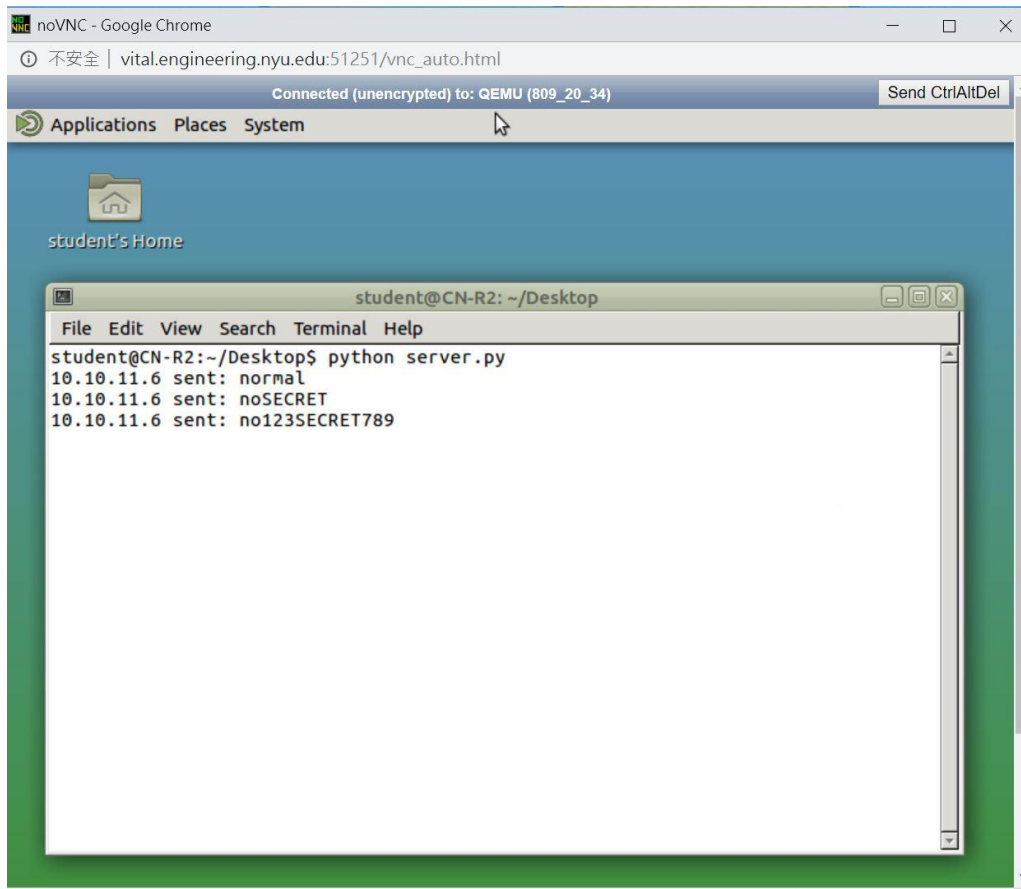 noVNC - Google Chrome
不安全 | vital.engineering.nyu.edu:51251/vnc_auto.html
Connected (unencrypted) to: QEMU (809_20_34)
Send CtrlAltDel
Applications Places System
student's Home
student@CN-R2: ~/Desktop
File Edit View Search Terminal Help
student@CN-R2:~/Desktop$ python server.py
10.10.11.6 sent: normal
10.10.11.6 sent: noSECRET
10.10.11.6 sent: no123SECRET789